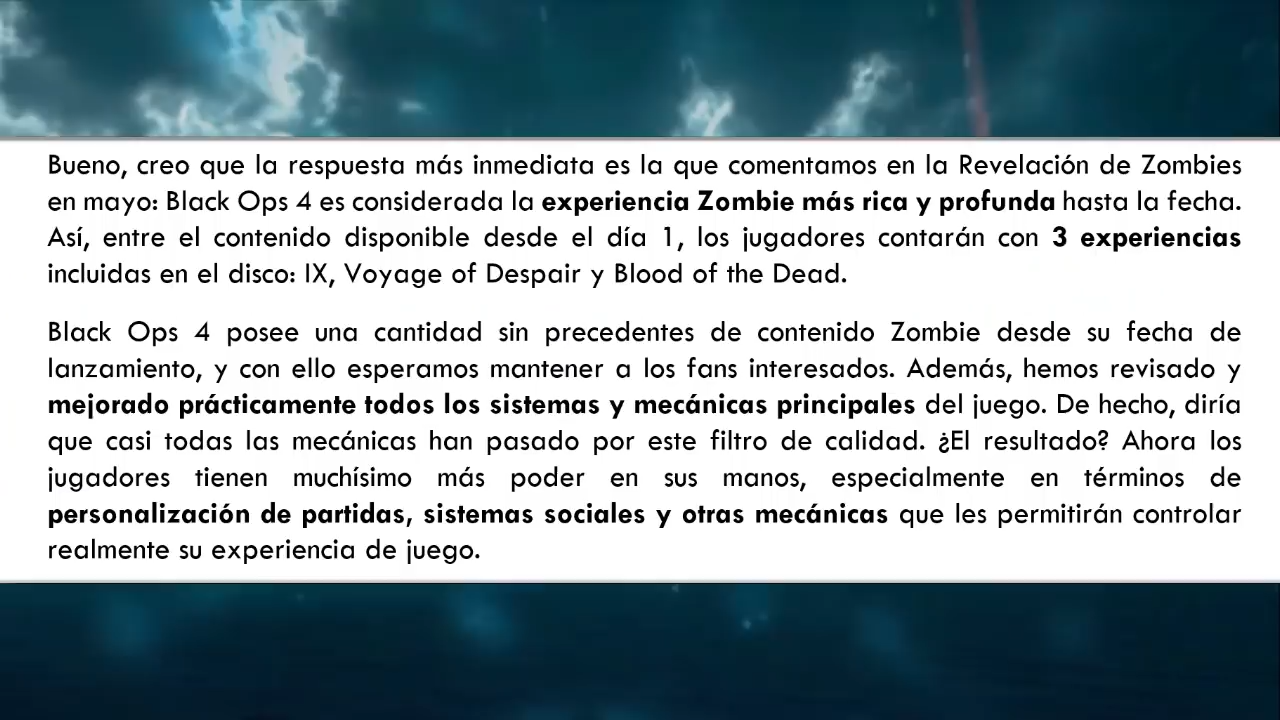 Bueno, creo que la respuesta más inmediata es la que comentamos en la Revelación de Zombies
en mayo: Black Ops 4 es considerada la experiencia Zombie más rica y profunda hasta la fecha.
Así, entre el contenido disponible desde el día 1, los jugadores contarán con 3 experiencias
incluidas en el disco: IX, Voyage of Despair y Blood of the Dead.
Black Ops 4 posee una cantidad sin precedentes de contenido Zombie desde su fecha de
lanzamiento, y con ello esperamos mantener a los fans interesados. Además, hemos revisado y
mejorado prácticamente todos los sistemas y mecánicas principales del juego. De hecho, diría
que casi todas las mecánicas han pasado por este filtro de calidad. ¿El resultado? Ahora los
jugadores tienen muchísimo más poder en sus manos, especialmente en términos de
personalización de partidas, sistemas sociales y otras mecánicas que les permitirán controlar
realmente su experiencia de juego.